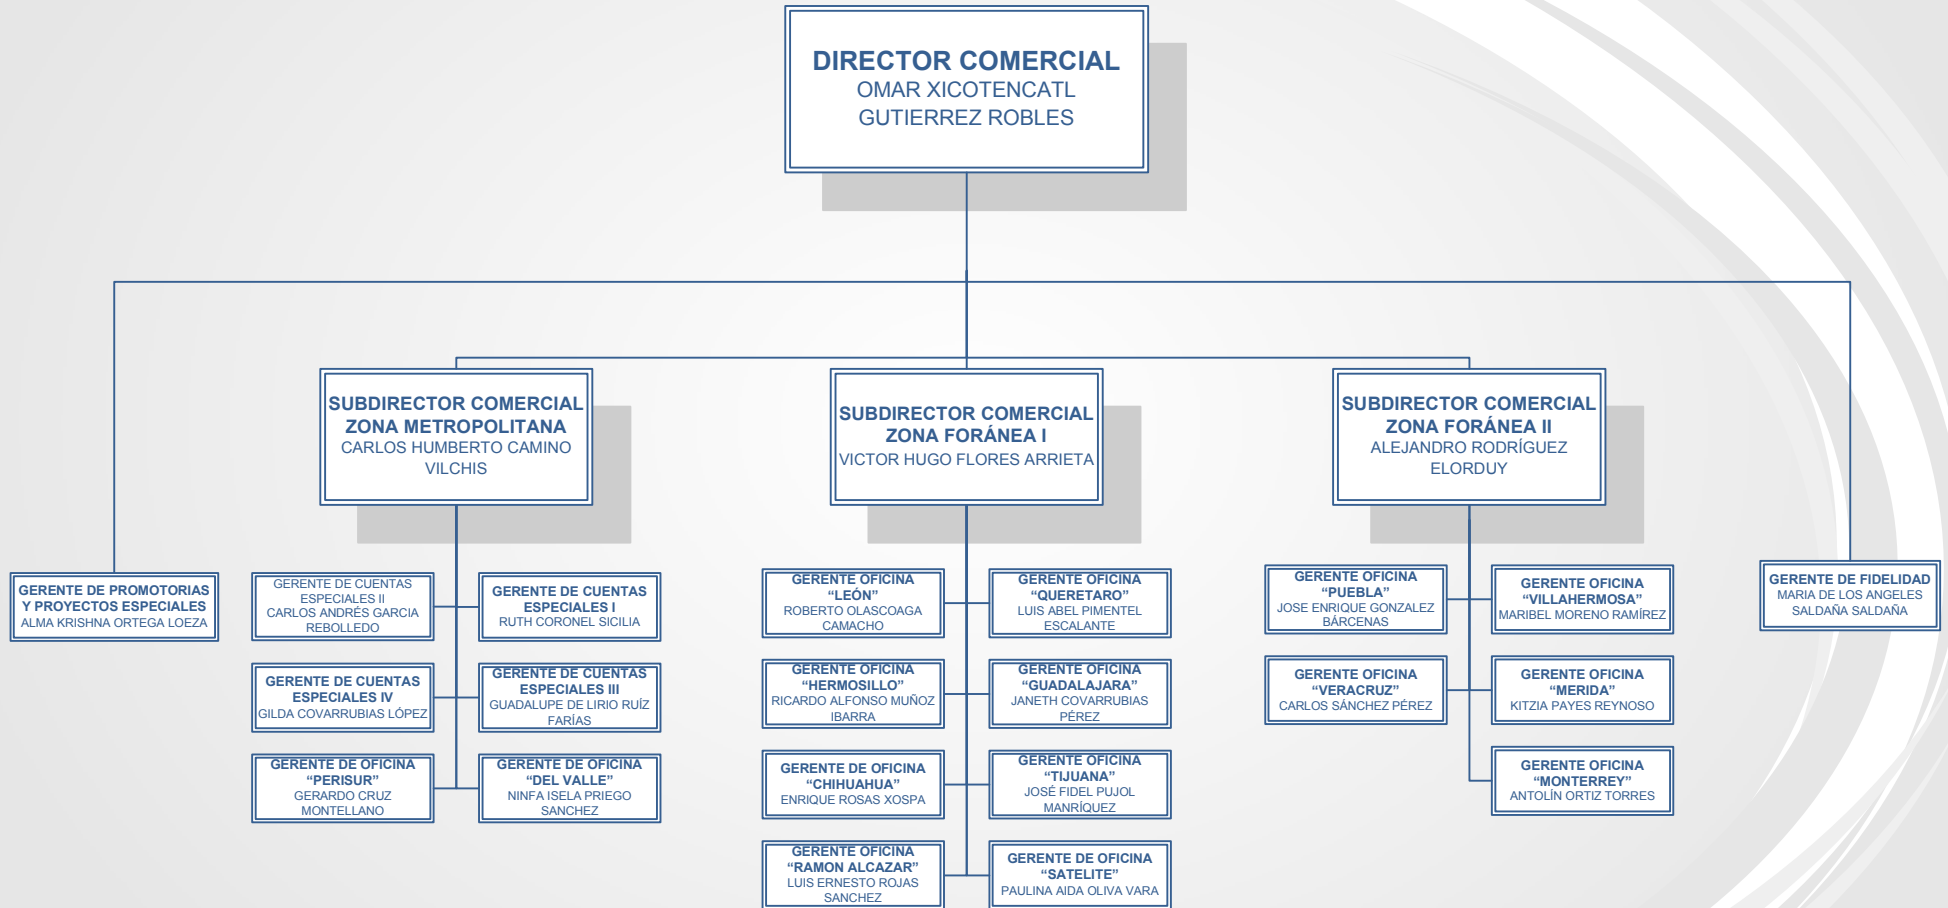 DIRECTOR COMERCIAL
OMAR XICOTENCATL
GUTIERREZ ROBLES
SUBDIRECTOR COMERCIAL
ZONA METROPOLITANA
CARLOS HUMBERTO CAMINO
VILCHIS
SUBDIRECTOR COMERCIAL
ZONA FORÁNEA I
VICTOR HUGO FLORES ARRIETA
SUBDIRECTOR COMERCIAL
ZONA FORÁNEA II
ALEJANDRO RODRÍGUEZ
ELORDUY
GERENTE DE PROMOTORIAS
Y PROYECTOS ESPECIALES
ALMA KRISHNA ORTEGA LOEZA
GERENTE DE CUENTAS
ESPECIALES II
CARLOS ANDRÉS GARCIA
REBOLLEDO
GERENTE DE CUENTAS
ESPECIALES I
RUTH CORONEL SICILIA
GERENTE OFICINA
“LEÓN”
ROBERTO OLASCOAGA
CAMACHO
GERENTE OFICINA
“QUERETARO”
LUIS ABEL PIMENTEL
ESCALANTE
GERENTE OFICINA
“PUEBLA”
JOSE ENRIQUE GONZALEZ
BÁRCENAS
GERENTE OFICINA
“VILLAHERMOSA”
MARIBEL MORENO RAMÍREZ
GERENTE DE FIDELIDAD
MARIA DE LOS ANGELES
SALDAÑA SALDAÑA
GERENTE DE CUENTAS
ESPECIALES IV
GILDA COVARRUBIAS LÓPEZ
GERENTE DE CUENTAS
ESPECIALES III
GUADALUPE DE LIRIO RUÍZ
FARÍAS
GERENTE OFICINA
“HERMOSILLO”
RICARDO ALFONSO MUÑOZ
IBARRA
GERENTE OFICINA
“GUADALAJARA”
JANETH COVARRUBIAS
PÉREZ
GERENTE OFICINA
“VERACRUZ”
CARLOS SÁNCHEZ PÉREZ
GERENTE OFICINA
“MERIDA”
KITZIA PAYES REYNOSO
GERENTE DE OFICINA
“PERISUR”
GERARDO CRUZ
MONTELLANO
GERENTE DE OFICINA
“DEL VALLE”
NINFA ISELA PRIEGO
SANCHEZ
GERENTE DE OFICINA
“CHIHUAHUA”
ENRIQUE ROSAS XOSPA
GERENTE OFICINA
“TIJUANA”
JOSÉ FIDEL PUJOL
MANRÍQUEZ
GERENTE OFICINA
“MONTERREY”
ANTOLÍN ORTIZ TORRES
GERENTE OFICINA
“RAMON ALCAZAR”
LUIS ERNESTO ROJAS
SANCHEZ
GERENTE DE OFICINA
“SATELITE”
PAULINA AIDA OLIVA VARA